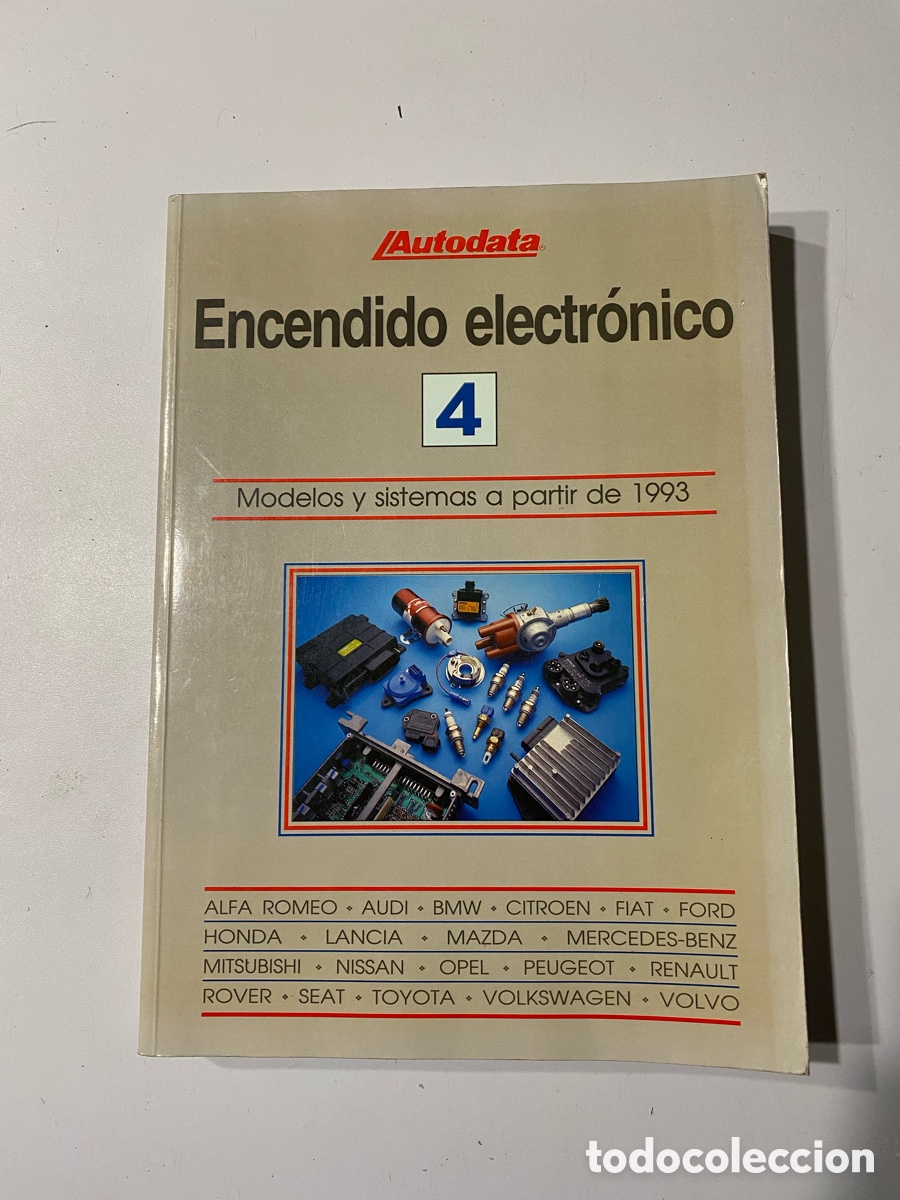 Autodata®
Encendido electrónico
4
Modelos y sistemas a partir de 1993
ALFA ROMEO ❖ AUDI ❖ BMW ❖ CITROEN ❖ FIAT ❖ FORD
HONDA ❖ LANCIA ❖ MAZDA ❖ MERCEDES-BENZ
MITSUBISHI ❖ NISSAN ❖ OPEL ❖ PEUGEOT ❖ RENAULT
ROVER ❖ SEAT ❖ TOYOTA ❖ VOLKSWAGEN ❖ VOLVO
todocoleccion